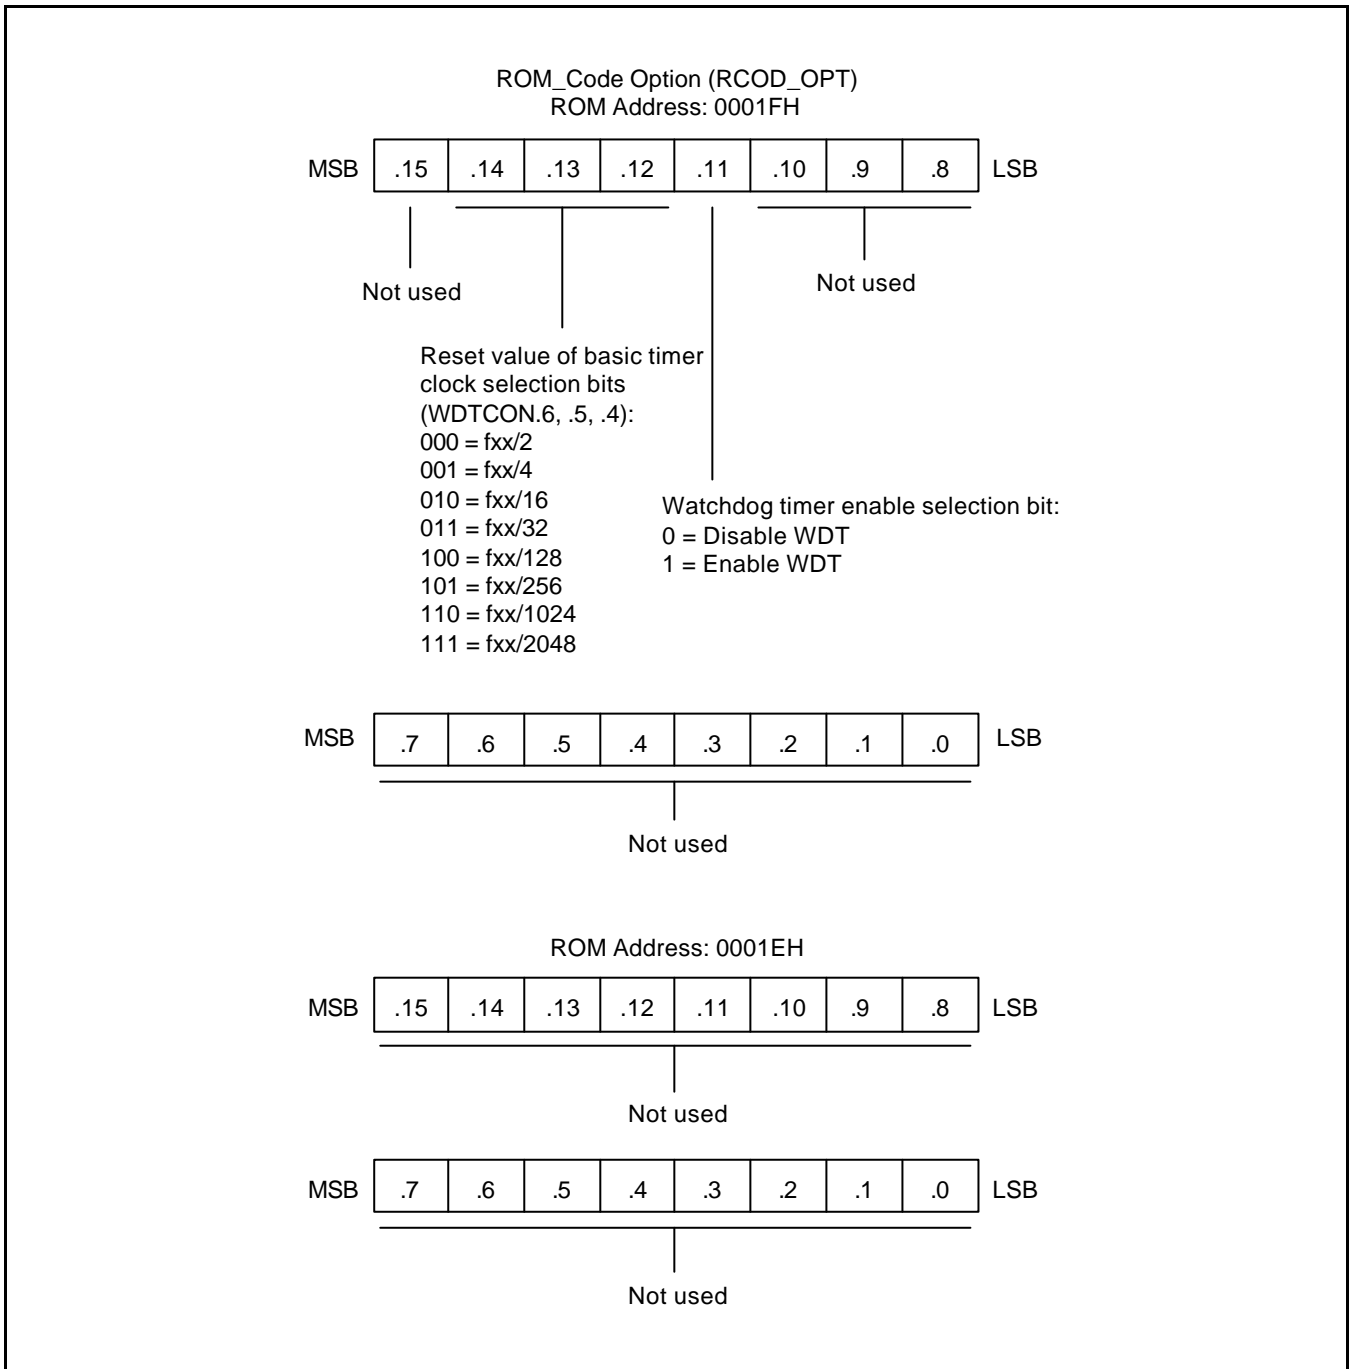 ROM_Code Option (RCOD_OPT)
ROM Address: 0001FH
MSB .15 .14 .13 .12 .11 .10 .9 .8 LSB
Not used
Not used
Reset value of basic timer
clock selection bits
(WDTCON.6, .5, .4):
000 = fxx/2
001 = fxx/4
010 = fxx/16
011 = fxx/32
100 = fxx/128
101 = fxx/256
110 = fxx/1024
111 = fxx/2048
Watchdog timer enable selection bit:
0 = Disable WDT
1 = Enable WDT
MSB .7 .6 .5 .4 .3 .2 .1 .0 LSB
Not used
ROM Address: 0001EH
MSB .15 .14 .13 .12 .11 .10 .9 .8 LSB
Not used
MSB .7 .6 .5 .4 .3 .2 .1 .0 LSB
Not used